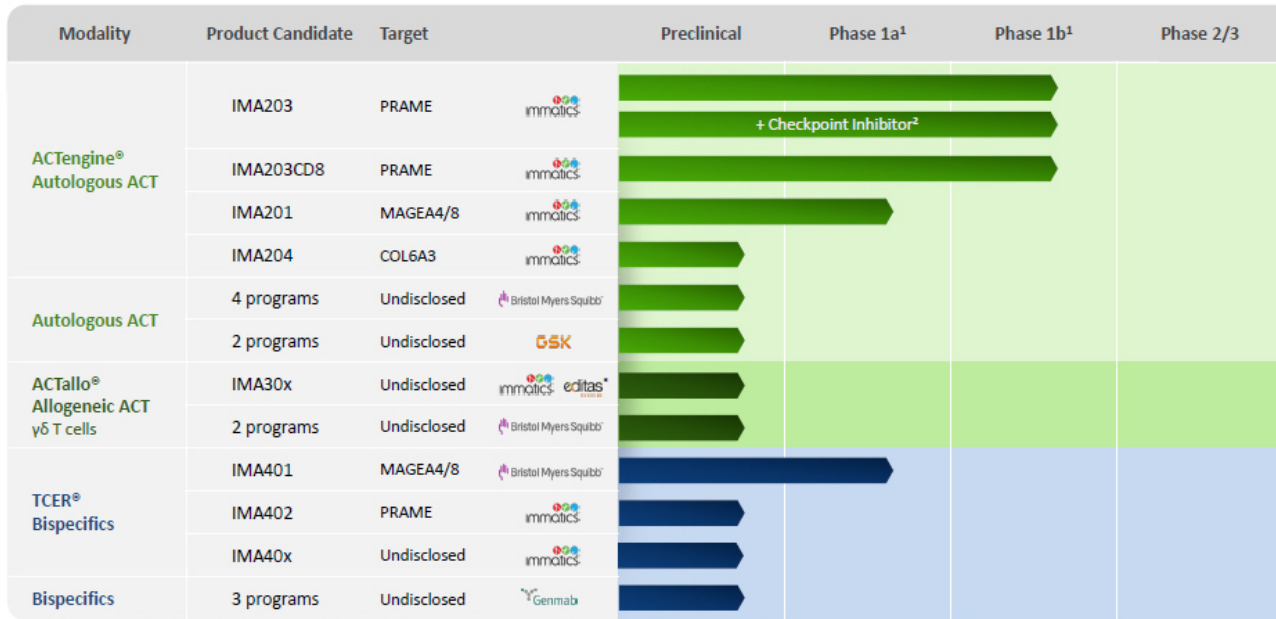 Modality Product Candidate Target Preclinical Phase 1a¹ Phase 1b¹ Phase 2/3
ACTengine®
Autologous ACT
IMA203 PRAME immatics
+ Checkpoint Inhibitor²
IMA203CD8 PRAME immatics
IMA201 MAGEA4/8 immatics
IMA204 COL6A3 immatics
Autologous ACT
4 programs Undisclosed Bristol Myers Squibb
2 programs Undisclosed GSK
ACTallo®
Allogeneic ACT
γδ T cells
IMA30x Undisclosed immatics editas
2 programs Undisclosed Bristol Myers Squibb
TCER®
Bispecifics
IMA401 MAGEA4/8 Bristol Myers Squibb
IMA402 PRAME immatics
IMA40x Undisclosed immatics
Bispecifics 3 programs Undisclosed Genmab